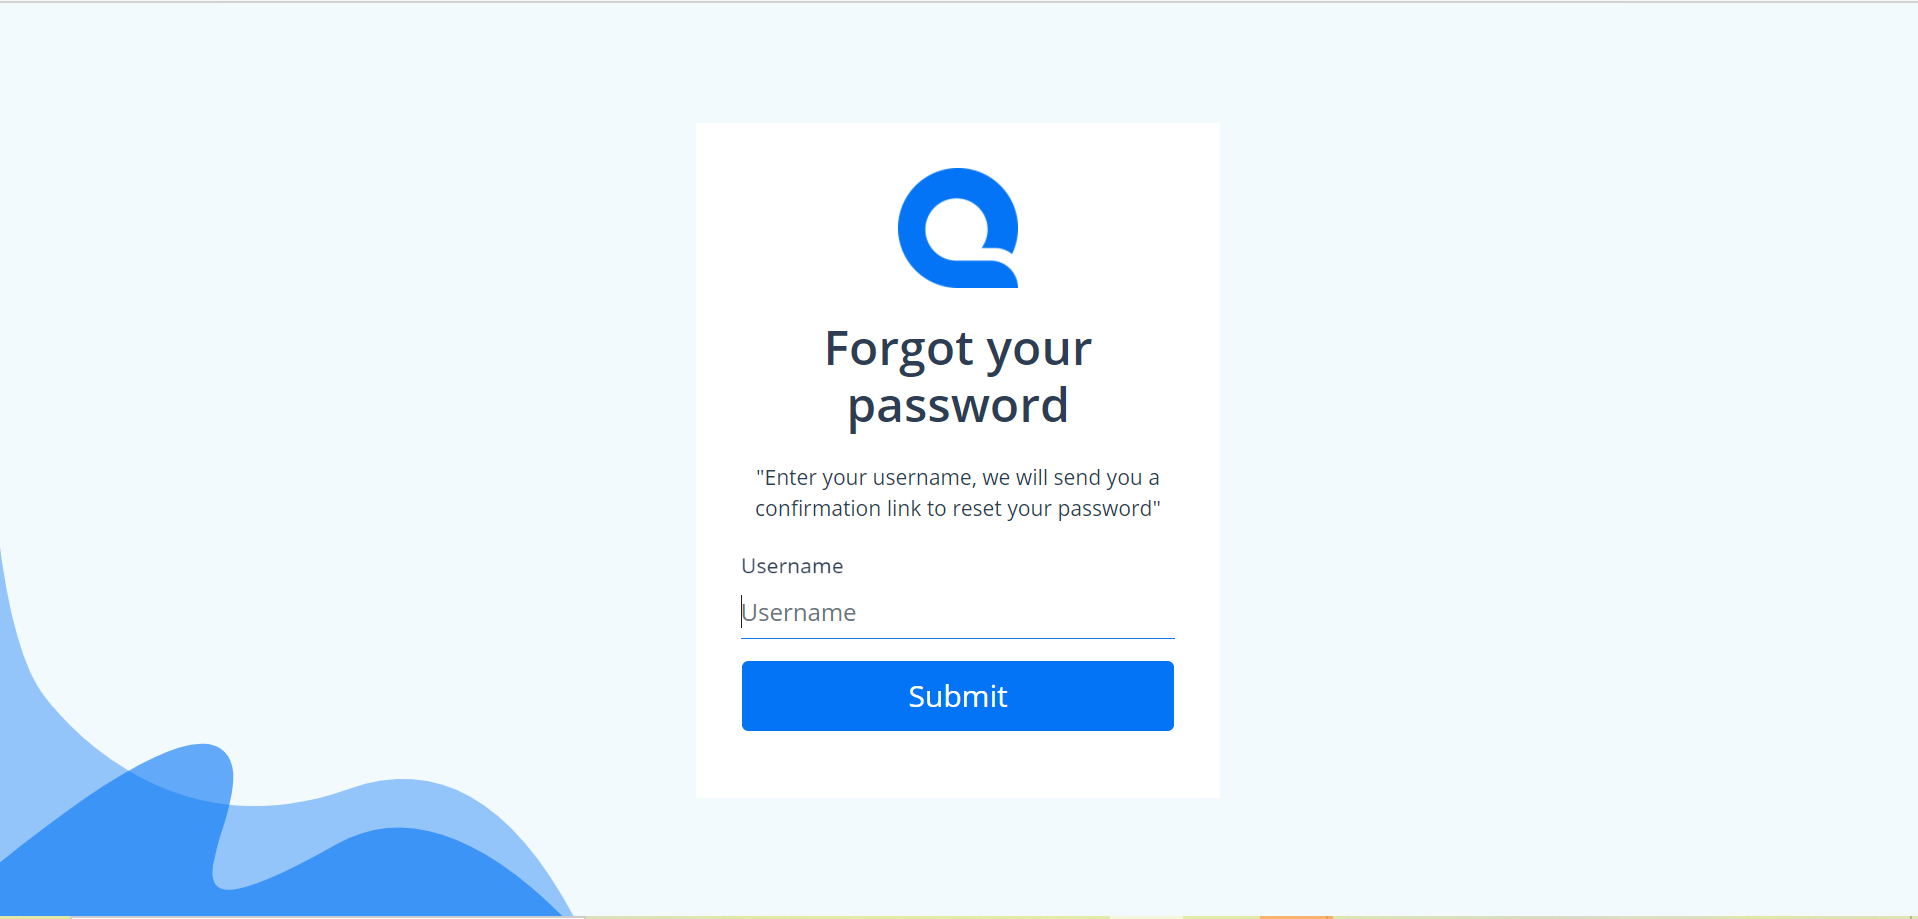 Forgot your
password
"Enter your username, we will send you a
confirmation link to reset your password"
Username
Username
Submit